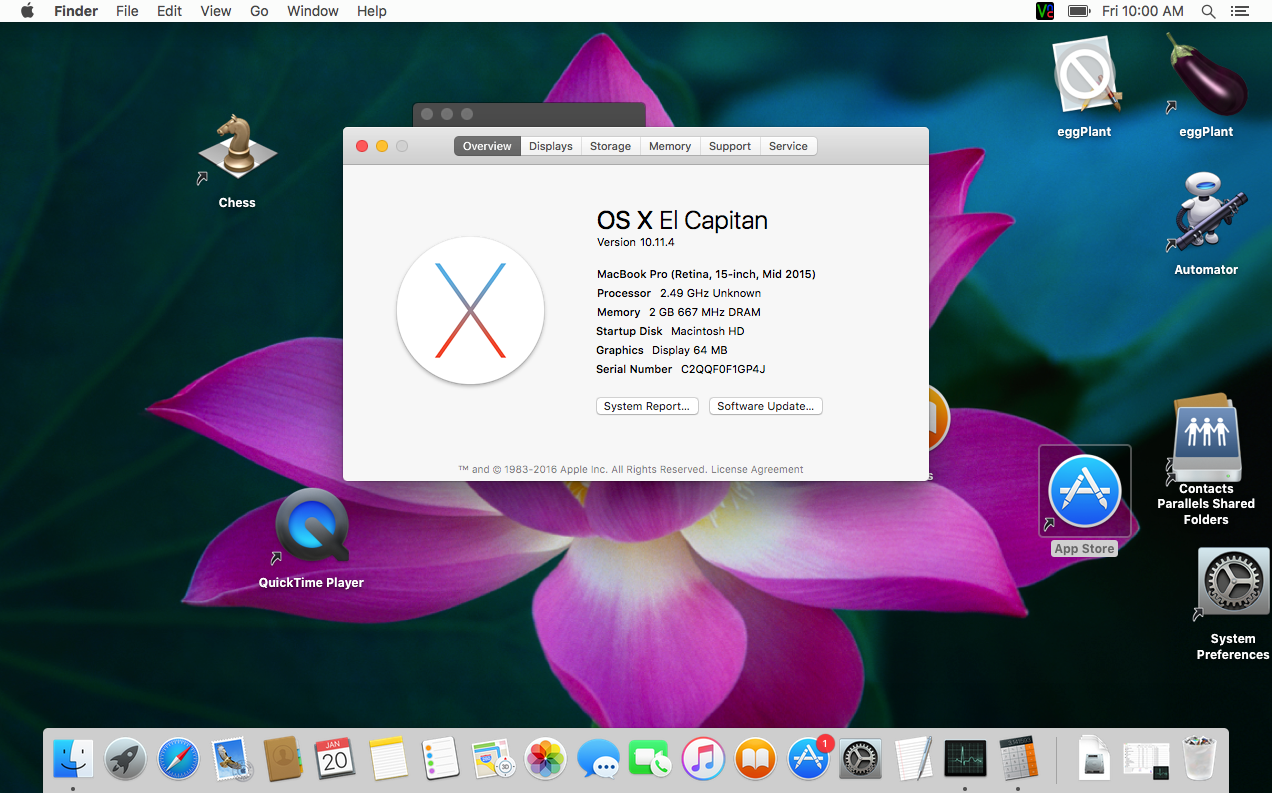 Finder File Edit View Go Window Help Fri 10:00 AM
eggPlant
eggPlant
Chess
Automator
Overview Displays Storage Memory Support Service
OS X El Capitan
Version 10.11.4
MacBook Pro (Retina, 15-inch, Mid 2015)
Processor 2.49 GHz Unknown
Memory 2 GB 667 MHz DRAM
Startup Disk Macintosh HD
Graphics Display 64 MB
Serial Number C2QQF0F1GP4J
System Report... Software Update...
™ and © 1983-2016 Apple Inc. All Rights Reserved. License Agreement
s
Contacts
Parallels Shared
Folders
App Store
QuickTime Player
System
Preferences
JAN
20
1